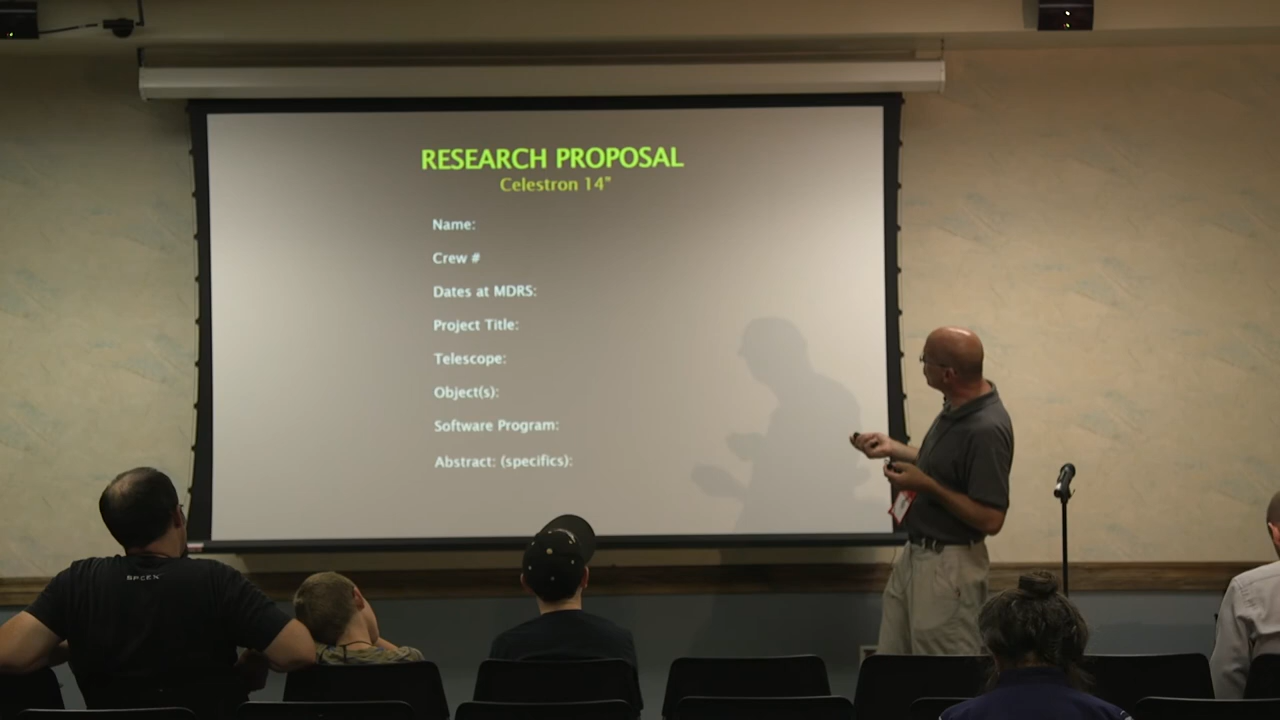 RESEARCH PROPOSAL
Celestron 14"
Name:
Crew #
Dates at MDRS:
Project Title:
Telescope:
Object(s):
Software Program:
Abstract: (specifics):